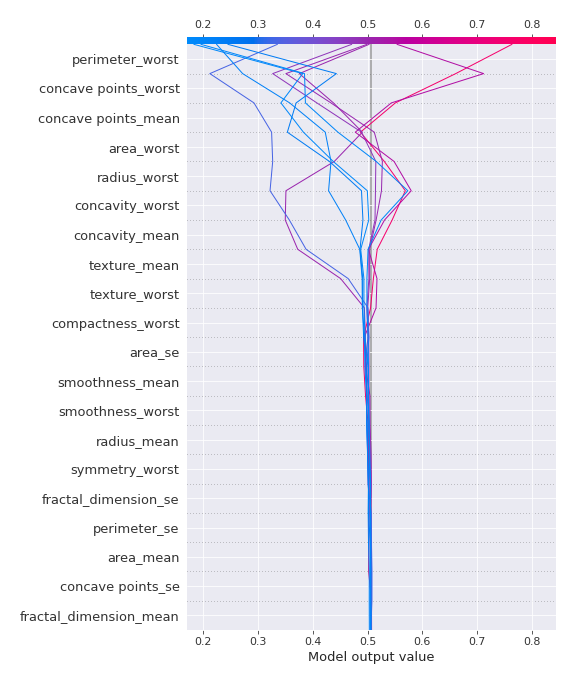 0.2 0.3 0.4 0.5 0.6 0.7 0.8
perimeter_worst
concave points_worst
concave points_mean
area_worst
radius_worst
concavity_worst
concavity_mean
texture_mean
texture_worst
compactness_worst
area_se
smoothness_mean
smoothness_worst
radius_mean
symmetry_worst
fractal_dimension_se
perimeter_se
area_mean
concave points_se
fractal_dimension_mean
0.2 0.3 0.4 0.5 0.6 0.7 0.8
Model output value